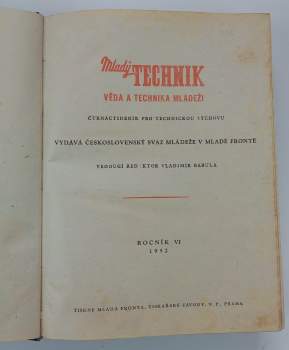 Mladý
TECHNIK
VĚDA A TECHNIKA MLÁDEŽI
ČTRNÁCTIDENÍK PRO TECHNICKOU VÝCHOVU
VYDÁVÁ ČESKOSLOVENSKÝ SVAZ MLÁDEŽE V MLADÉ FRONTĚ
VEDOUCÍ REDAKTOR VLADIMÍR BABULA
ROČNÍK VI
1952
TISKNE MLADÁ FRONTA, TISKAŘSKÉ ZÁVODY, N. P., PRAHA